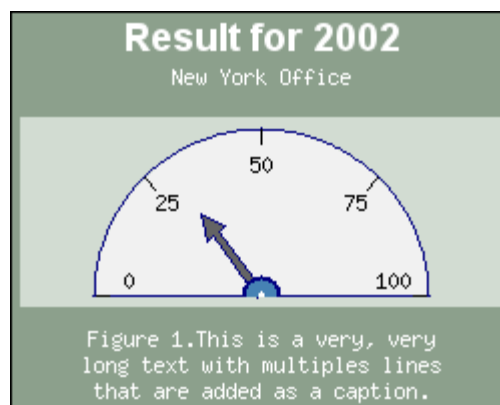 Result for 2002
New York Office
50
25
75
0
100
Figure 1.This is a very, very
long text with multiples lines
that are added as a caption.